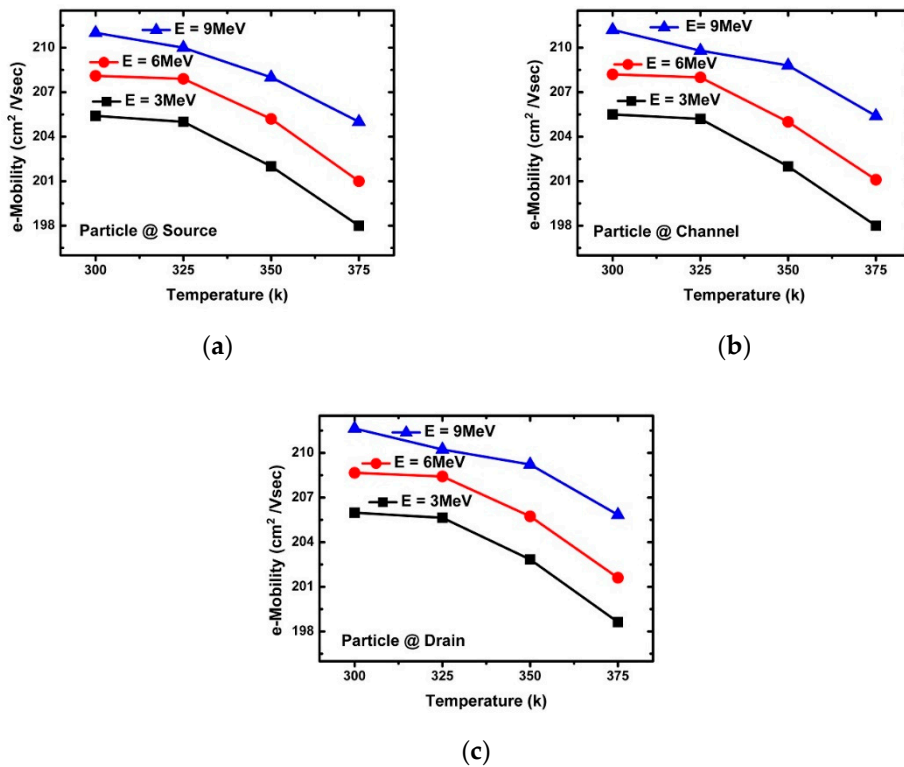 E = 9MeV
E = 6MeV
E = 3MeV
210
207
204
201
198
e-Mobility (cm2 /Vsec)
Particle @ Source
300 325 350 375
Temperature (k)
(a)
E= 9MeV
E = 6MeV
E = 3MeV
210
207
204
201
198
e-Mobility (cm2 /Vsec)
Particle @ Channel
300 325 350 375
Temperature (k)
(b)
E = 9MeV
E = 6MeV
E = 3MeV
210
207
204
201
198
e-Mobility (cm2 /Vsec)
Particle @ Drain
300 325 350 375
Temperature (k)
(c)